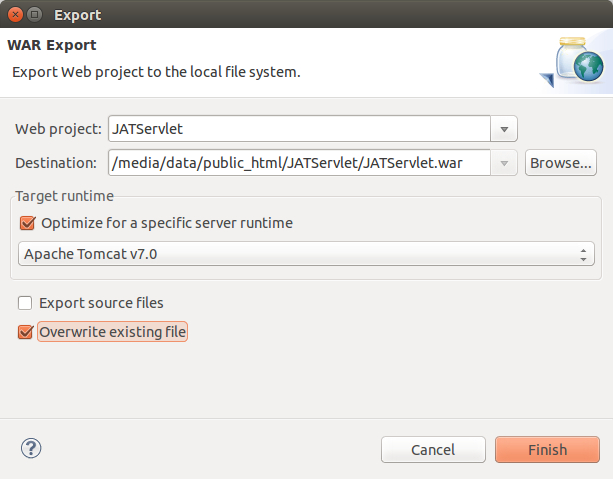 Export
WAR Export
Export Web project to the local file system.
Web project: JATServlet
Destination: /media/data/public_html/JATServlet/JATServlet.war Browse...
Target runtime
Optimize for a specific server runtime
Apache Tomcat v7.0
Export source files
Overwrite existing file
? Cancel Finish